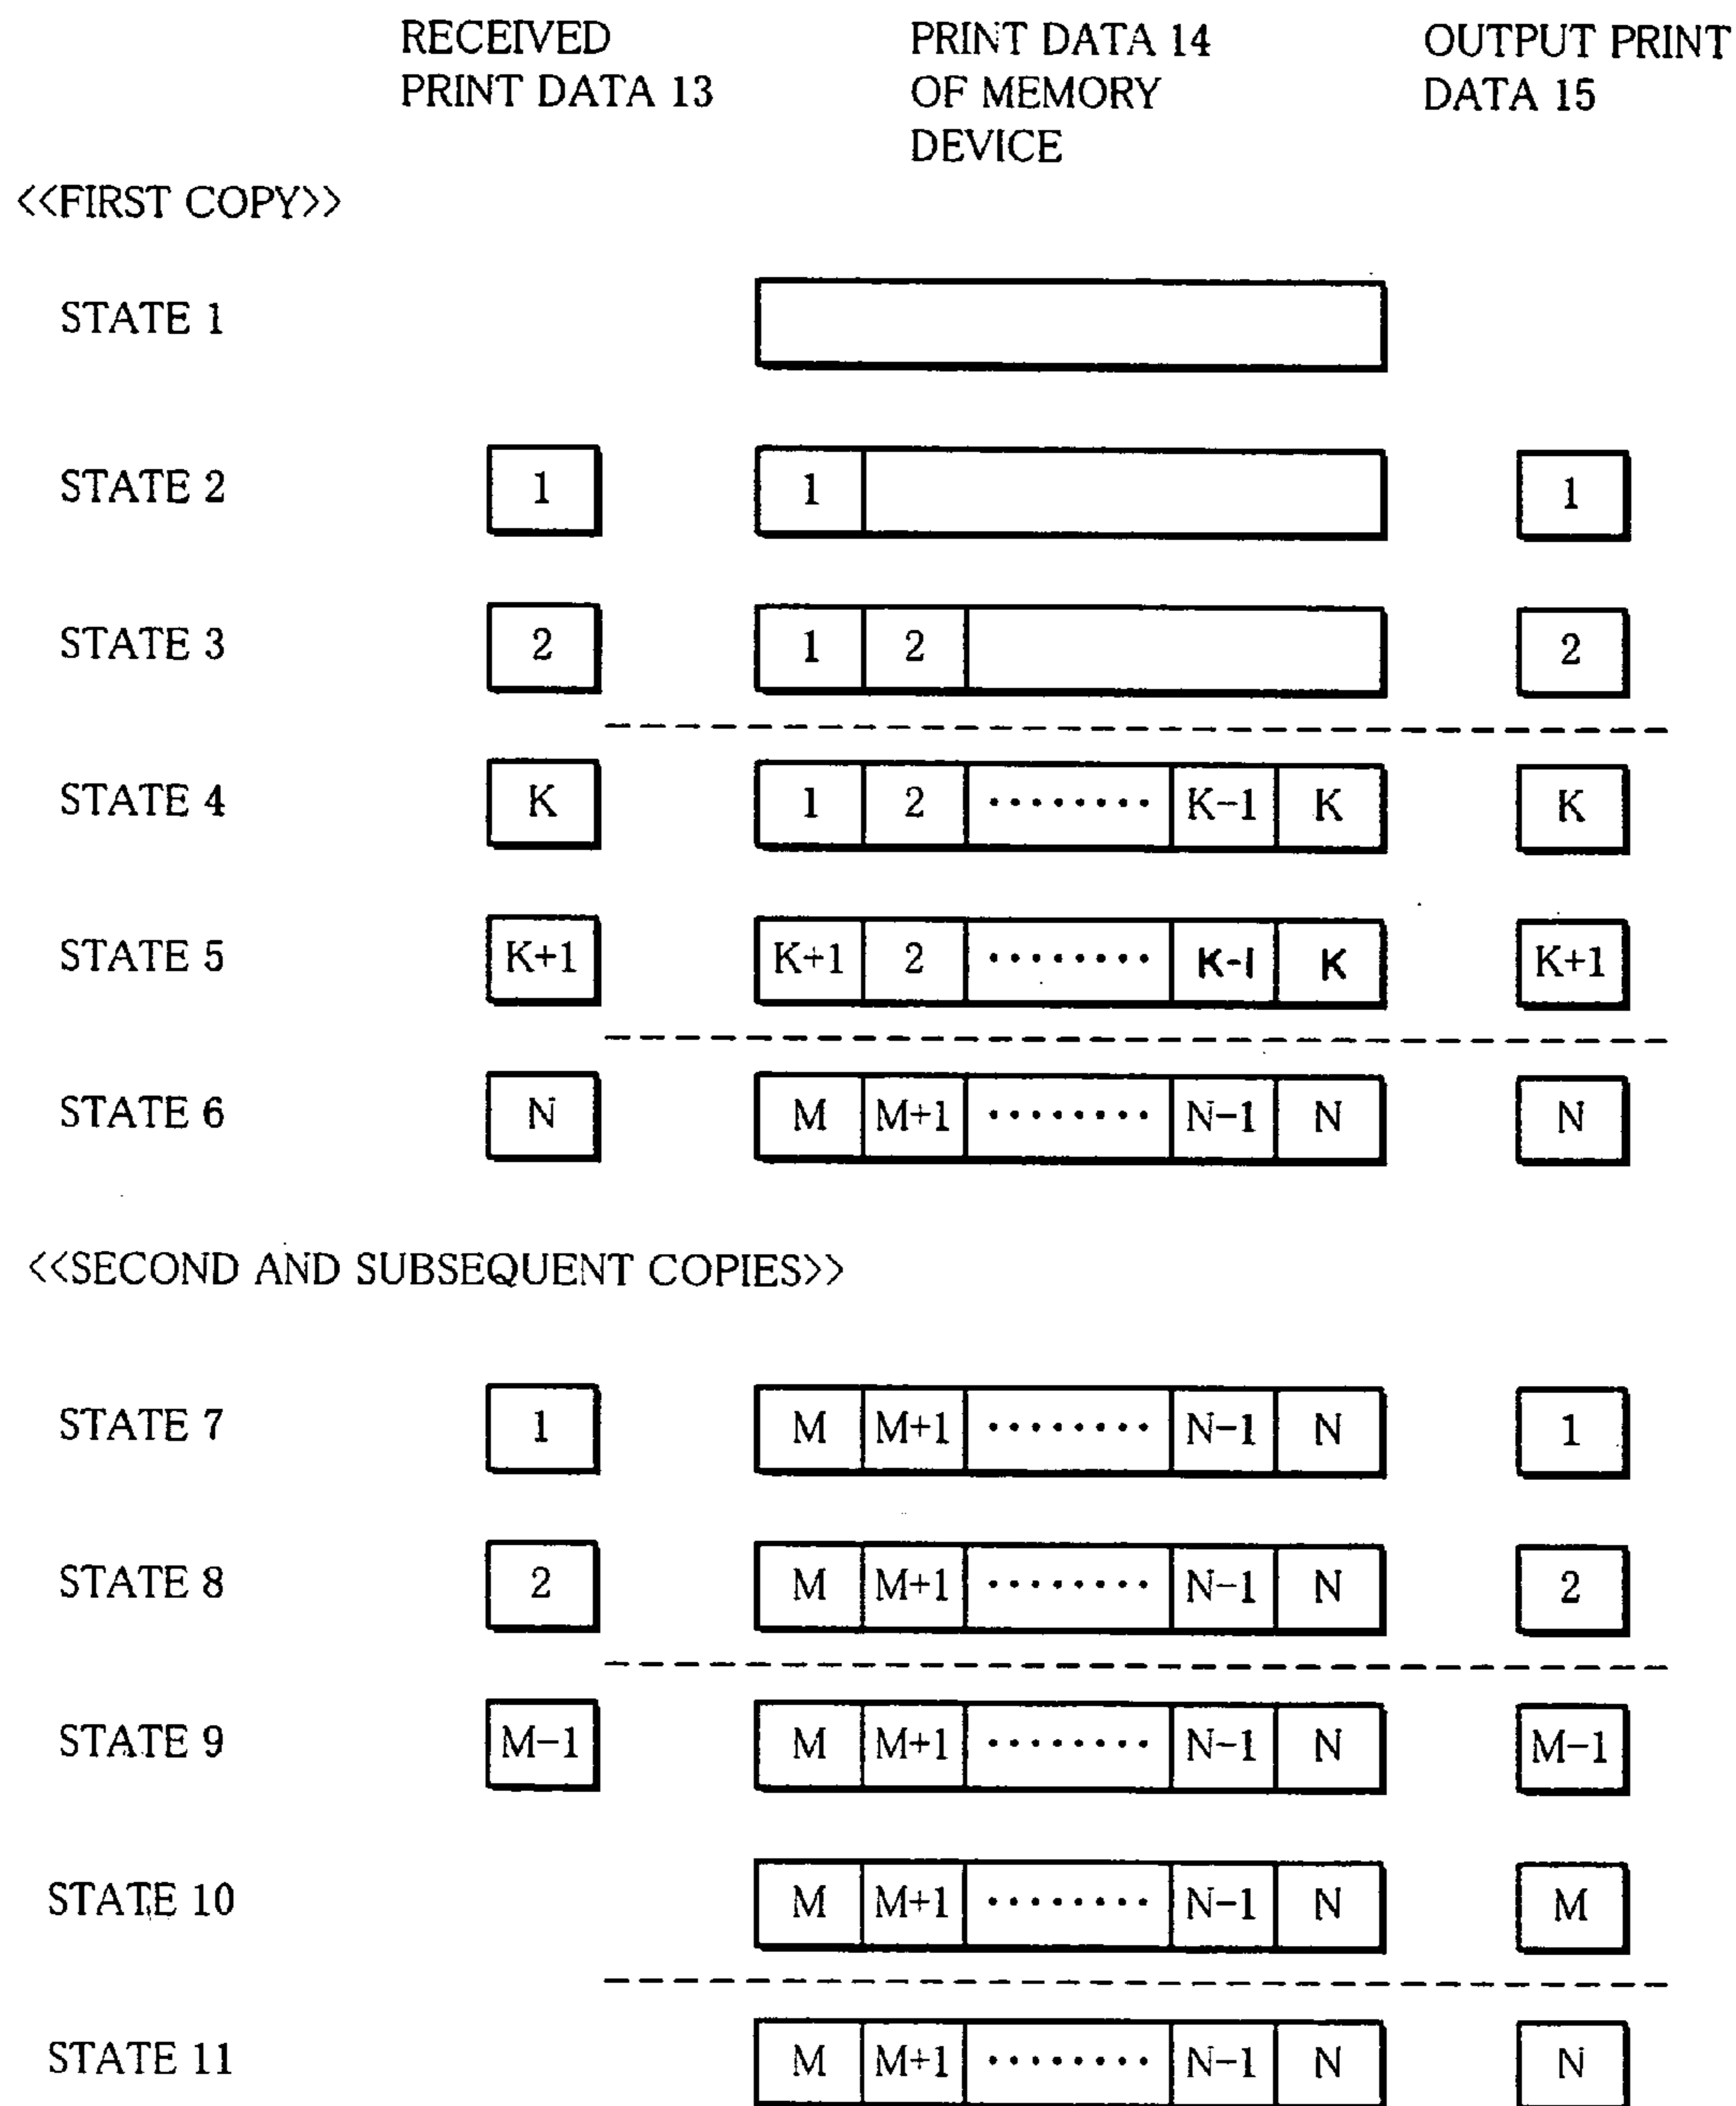 RECEIVED PRINT DATA 13
PRINT DATA 14 OF MEMORY DEVICE
OUTPUT PRINT DATA 15
<<FIRST COPY>>
STATE 1
STATE 2 1 1 1
STATE 3 2 1 2 2
STATE 4 K 1 2 ········ K-1 K K
STATE 5 K+1 K+1 2 ········ K-1 K K+1
STATE 6 N M M+1 ········ N-1 N N
<<SECOND AND SUBSEQUENT COPIES>>
STATE 7 1 M M+1 ········ N-1 N 1
STATE 8 2 M M+1 ········ N-1 N 2
STATE 9 M-1 M M+1 ········ N-1 N M-1
STATE 10 M M+1 ········ N-1 N M
STATE 11 M M+1 ········ N-1 N N